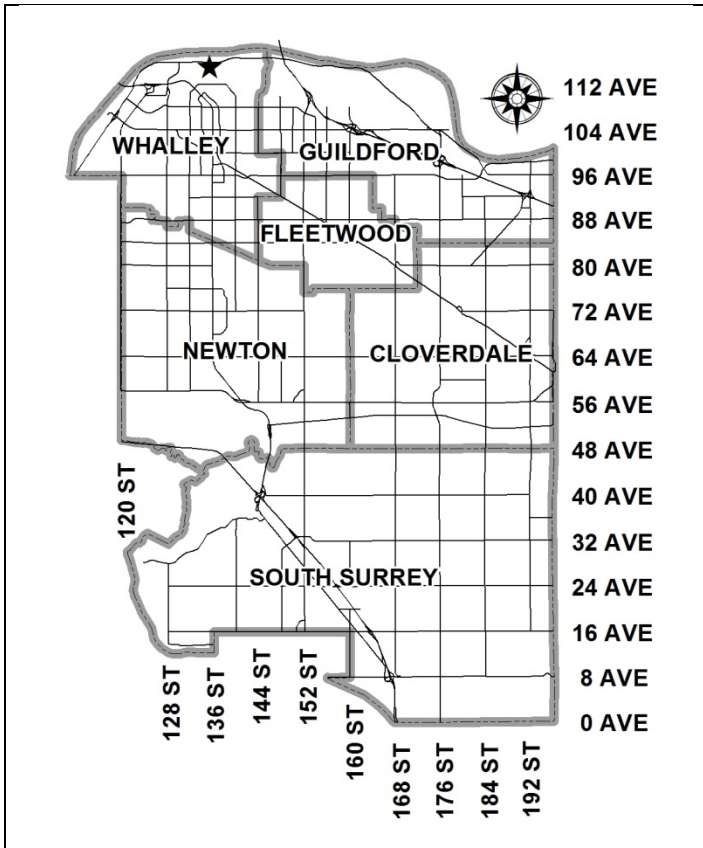 112 AVE
104 AVE
WHALLEY
GUILDFORD
96 AVE
88 AVE
FLEETWOOD
80 AVE
72 AVE
NEWTON
CLOVERDALE
64 AVE
56 AVE
48 AVE
120 ST
40 AVE
32 AVE
SOUTH SURREY
24 AVE
16 AVE
128 ST
136 ST
144 ST
152 ST
160 ST
8 AVE
0 AVE
168 ST
176 ST
184 ST
192 ST